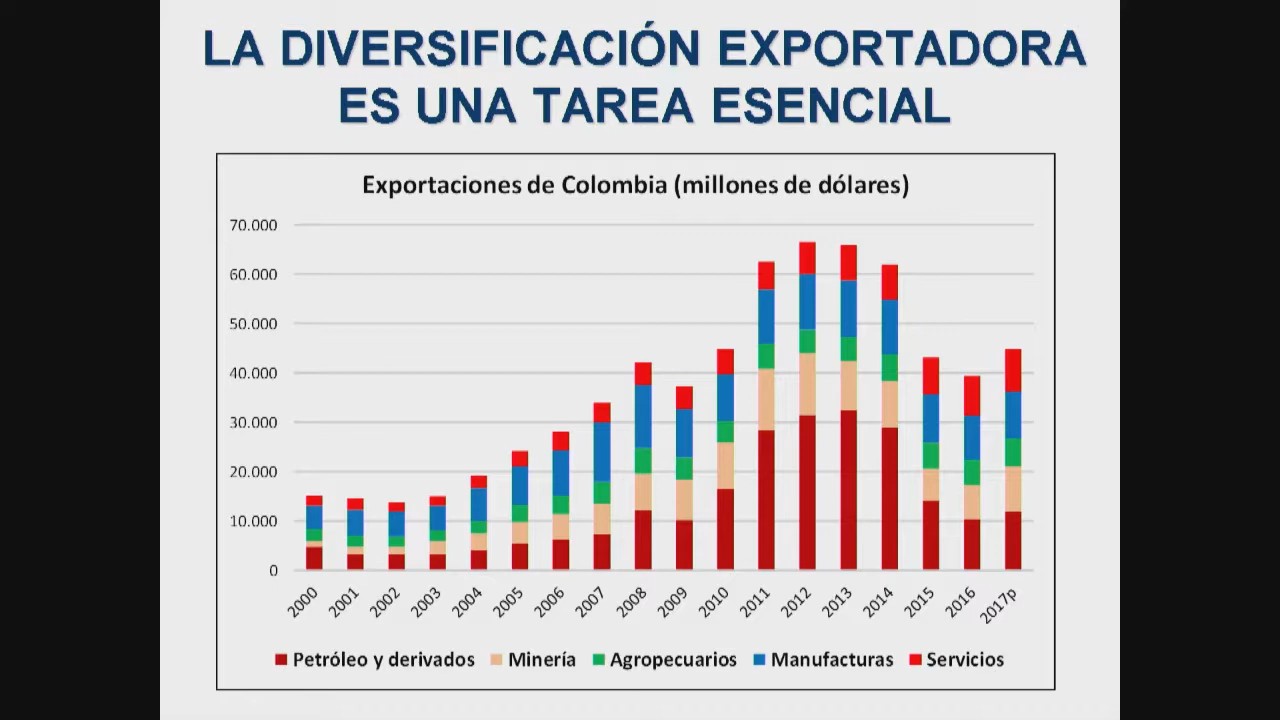 LA DIVERSIFICACIÓN EXPORTADORA
ES UNA TAREA ESENCIAL
Exportaciones de Colombia (millones de dólares)
70.000
60.000
50.000
40.000
30.000
20.000
10.000
0
2000 2001 2002 2003 2004 2005 2006 2007 2008 2009 2010 2011 2012 2013 2014 2015 2016 2017p
Petróleo y derivados Minería Agropecuarios Manufacturas Servicios